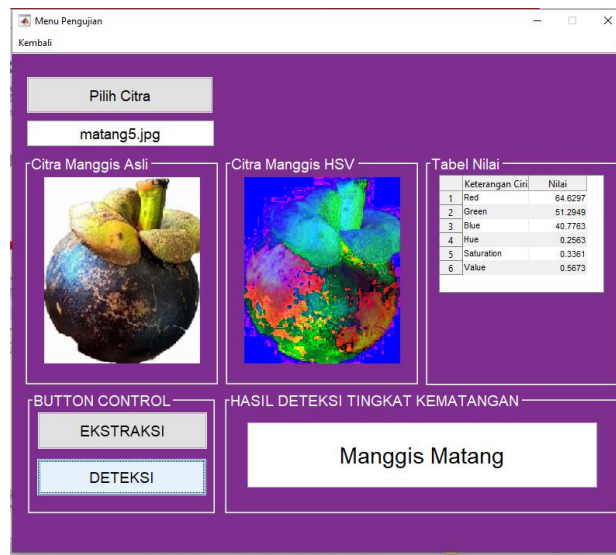 Menu Pengujian
Kembali
Pilih Citra
matang5.jpg
Citra Manggis Asli
Citra Manggis HSV
Tabel Nilai
Keterangan Ciri Nilai
1 Red 64.6297
2 Green 51.2949
3 Blue 40.7763
4 Hue 0.2563
5 Saturation 0.3361
6 Value 0.5673
BUTTON CONTROL
EKSTRAKSI
DETEKSI
HASIL DETEKSI TINGKAT KEMATANGAN
Manggis Matang